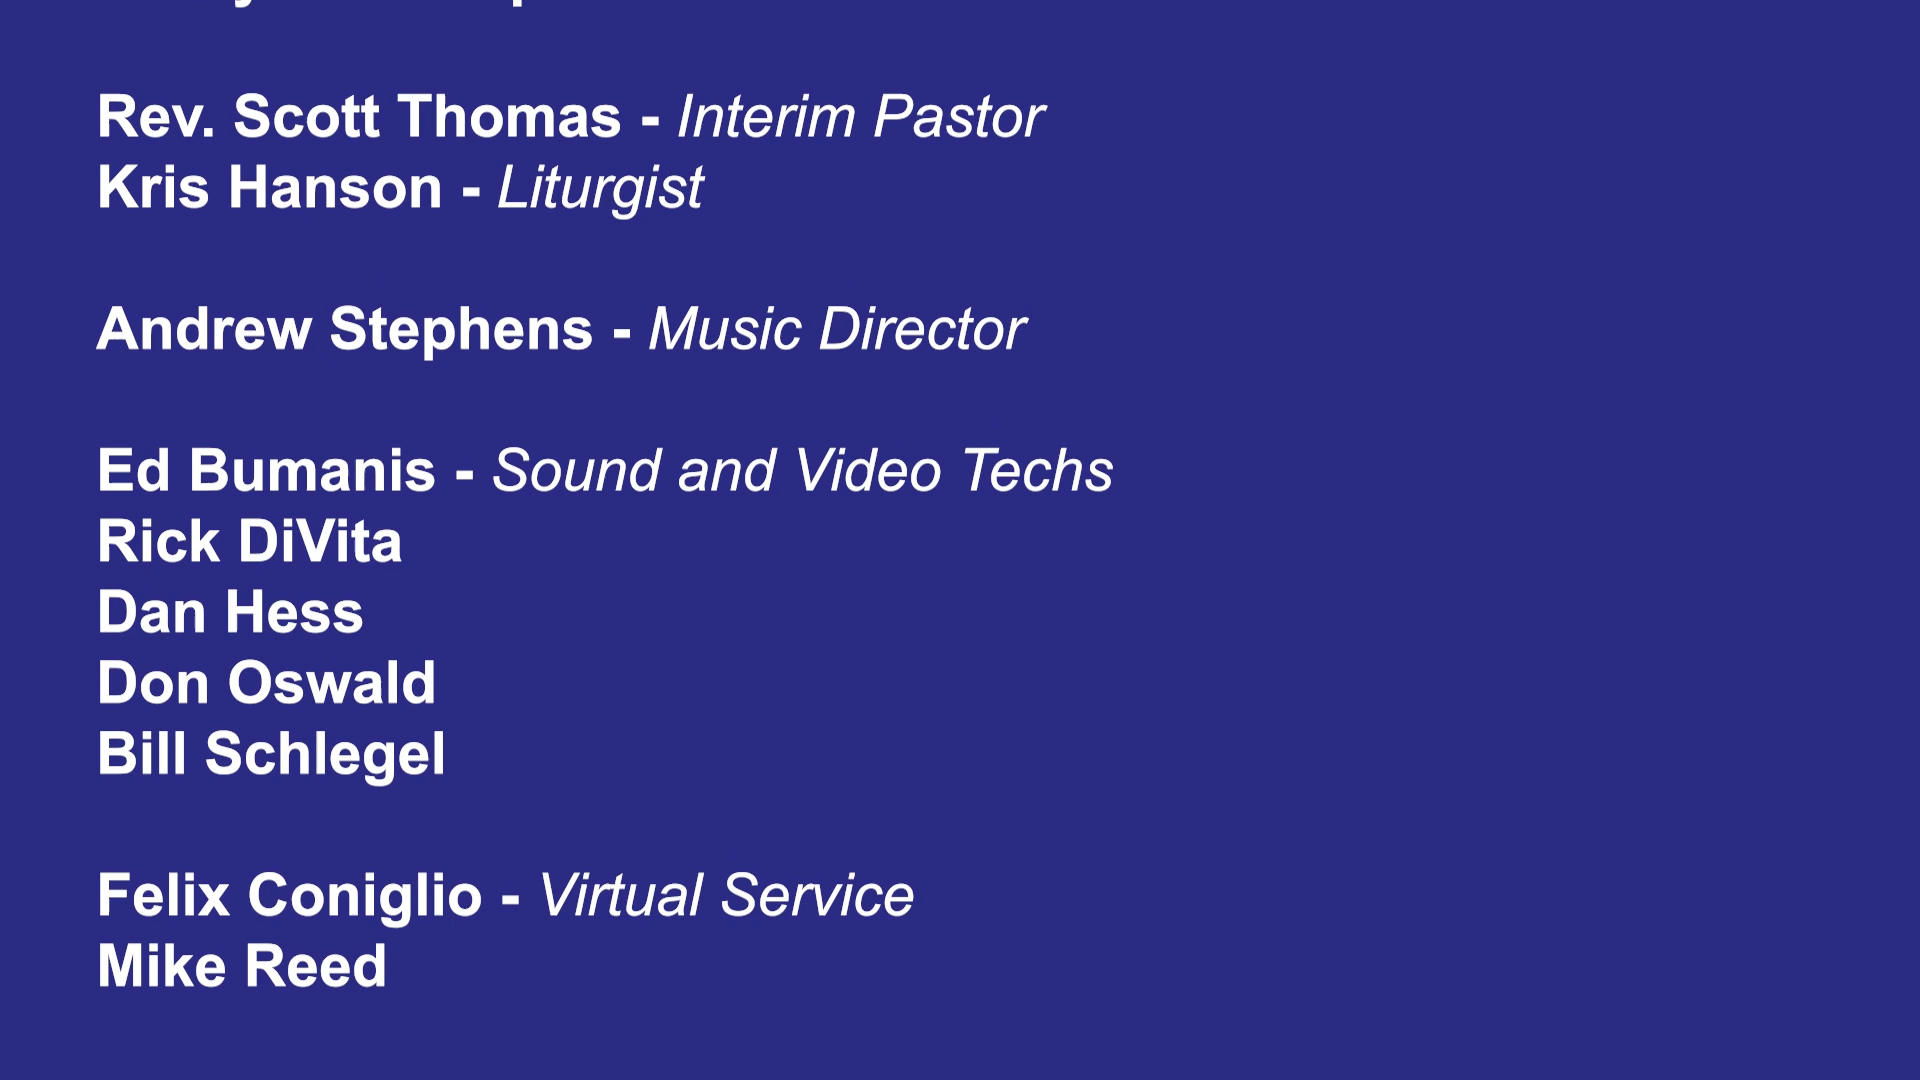 Rev. Scott Thomas - Interim Pastor
Kris Hanson - Liturgist
Andrew Stephens - Music Director
Ed Bumanis - Sound and Video Techs
Rick DiVita
Dan Hess
Don Oswald
Bill Schlegel
Felix Coniglio - Virtual Service
Mike Reed